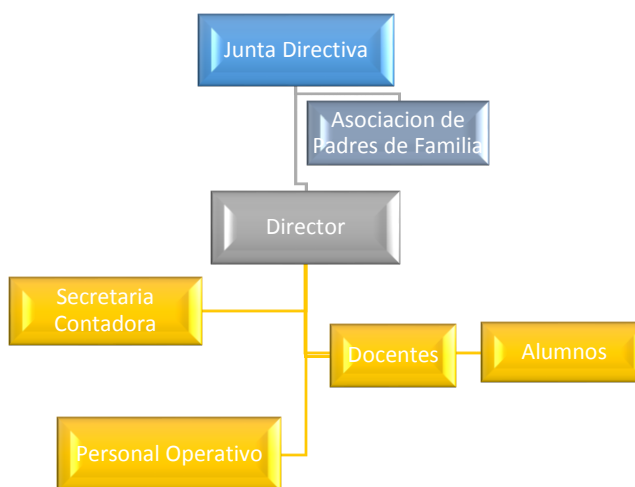 Junta Directiva
Asociacion de
Padres de Familia
Director
Secretaria
Contadora
Docentes
Alumnos
Personal Operativo